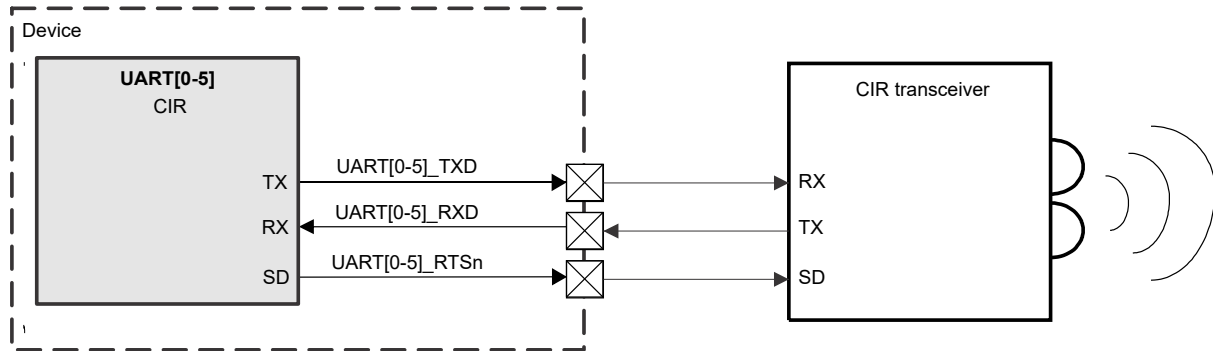 Device
UART[0-5]
CIR
CIR transceiver
TX
UART[0-5]_TXD
RX
RX
UART[0-5]_RXD
TX
SD
UART[0-5]_RTSn
SD